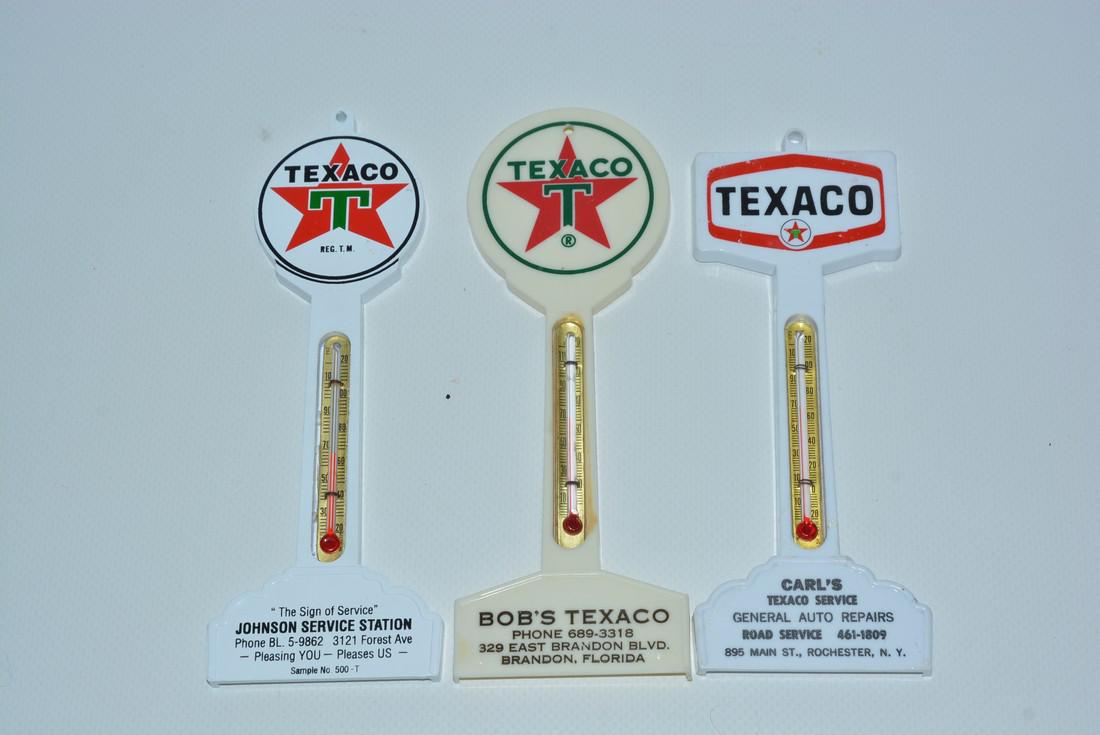 TEXACO
T
REG. T.M.
" The Sign of Service"
JOHNSON SERVICE STATION
Phone BL. 5-9862 3121 Forest Ave
— Pleasing YOU — Pleases US —
Sample No. 500-T
TEXACO
T
®
BOB'S TEXACO
PHONE 689-3318
329 EAST BRANDON BLVD.
BRANDON, FLORIDA
TEXACO
T
CARL'S
TEXACO SERVICE
GENERAL AUTO REPAIRS
ROAD SERVICE 461-1809
895 MAIN ST., ROCHESTER, N. Y.